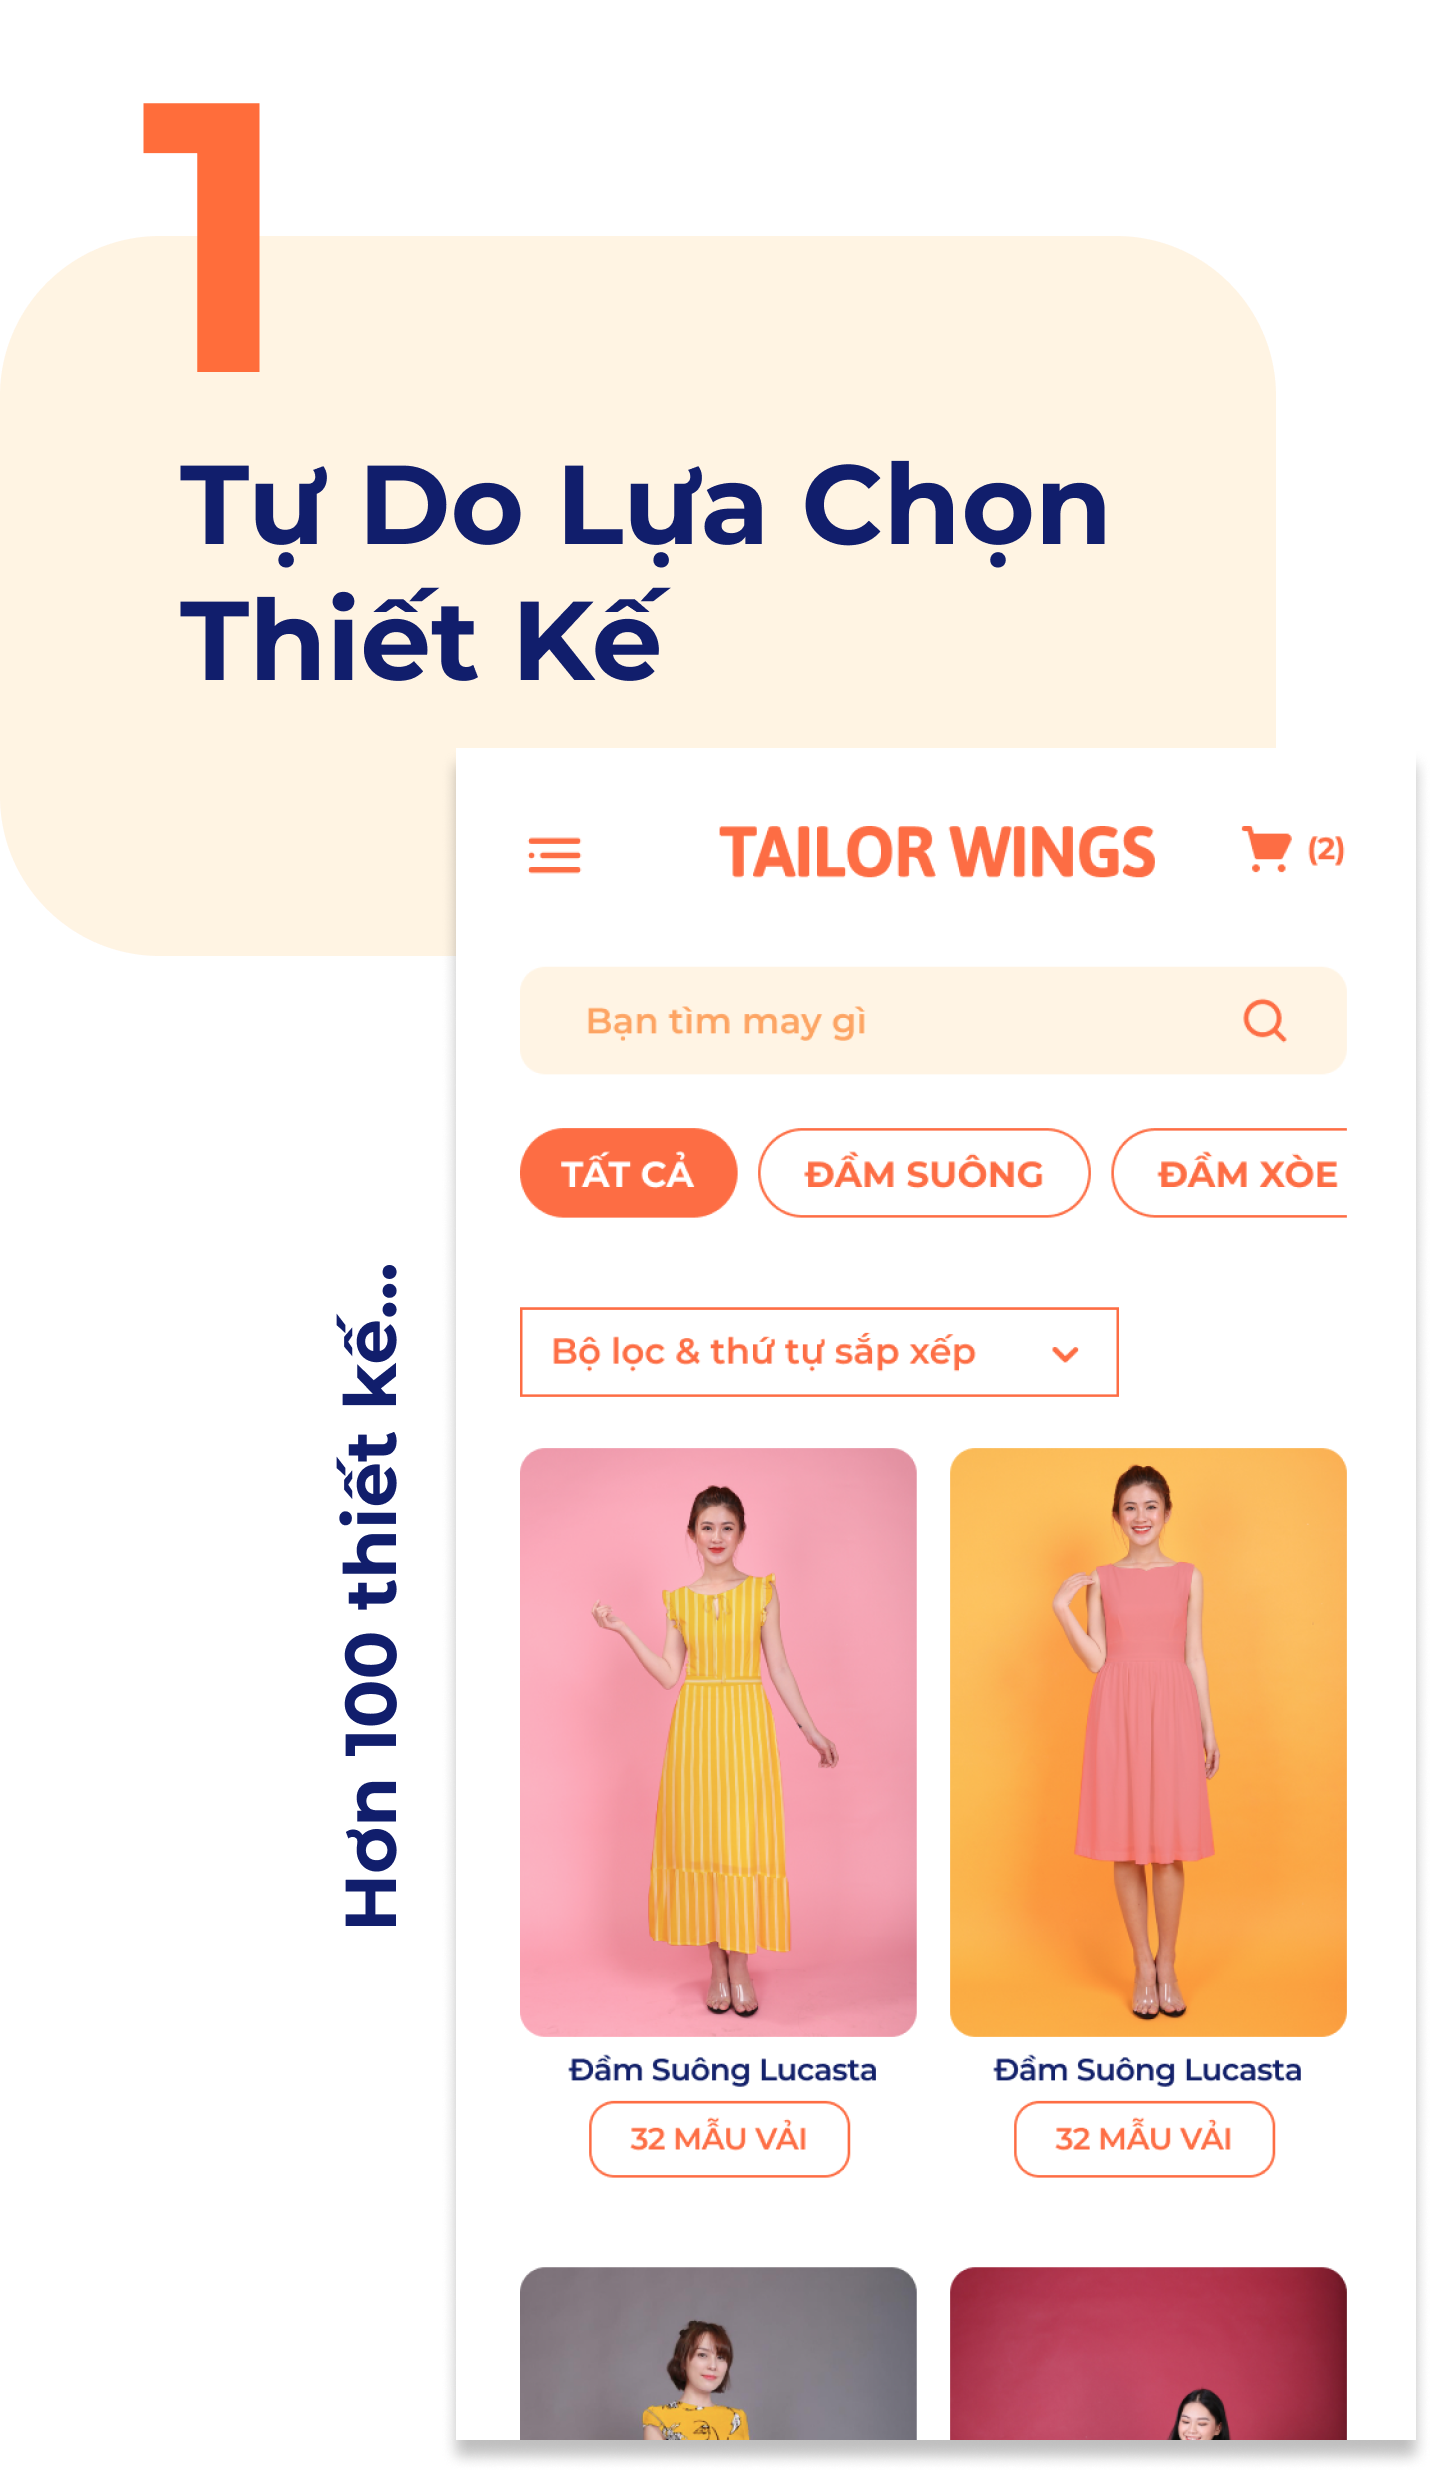 1
Tự Do Lựa Chọn
Thiết Kế
TAILOR WINGS
(2)
Bạn tìm may gì
TẤT CẢ
ĐẦM SUÔNG
ĐẦM XÒE
Bộ lọc & thứ tự sắp xếp
Hơn 100 thiết kế...
Đầm Suông Lucasta
Đầm Suông Lucasta
32 MẪU VẢI
32 MẪU VẢI